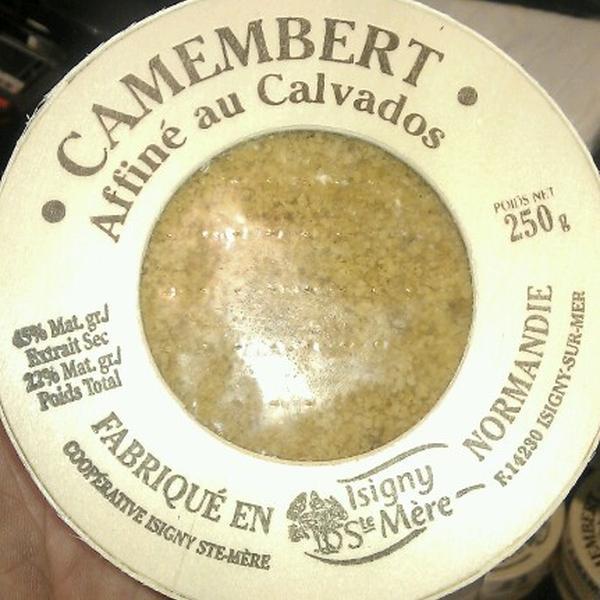 • CAMEMBERT •
Affiné au Calvados
POIDS NET
250 g
45% Mat. gr./
Extrait Sec
22% Mat. gr./
Poids Total
FABRIQUÉ EN
NORMANDIE
COOPÉRATIVE ISIGNY STE-MÈRE
Isigny
Ste Mère
F.14230 ISIGNY-SUR-MER